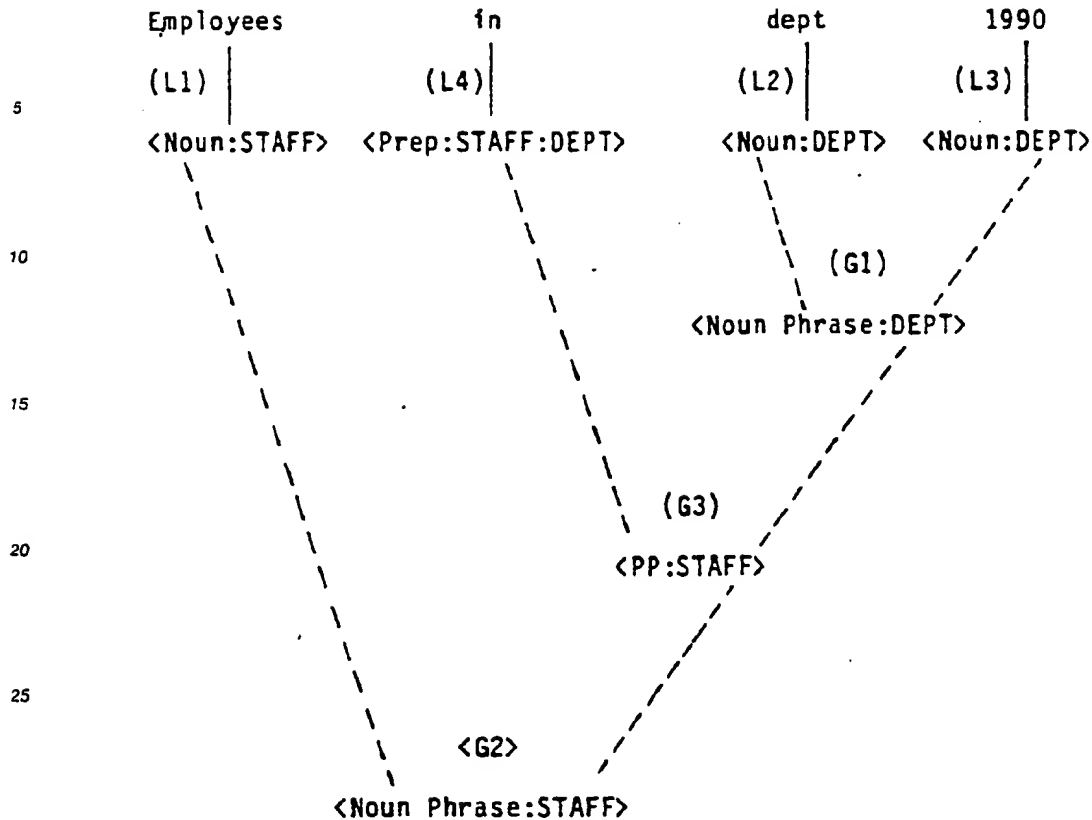 Employees in dept 1990
(L1) (L4) (L2) (L3)
5
<Noun:STAFF> <Prep:STAFF:DEPT> <Noun:DEPT> <Noun:DEPT>
10
(G1)
<Noun Phrase:DEPT>
15
(G3)
20
<PP:STAFF>
25
<G2>
<Noun Phrase:STAFF>